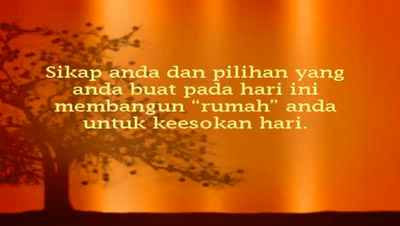 Sikap anda dan pilihan yang
anda buat pada hari ini
membangun “rumah” anda
untuk keesokan hari.